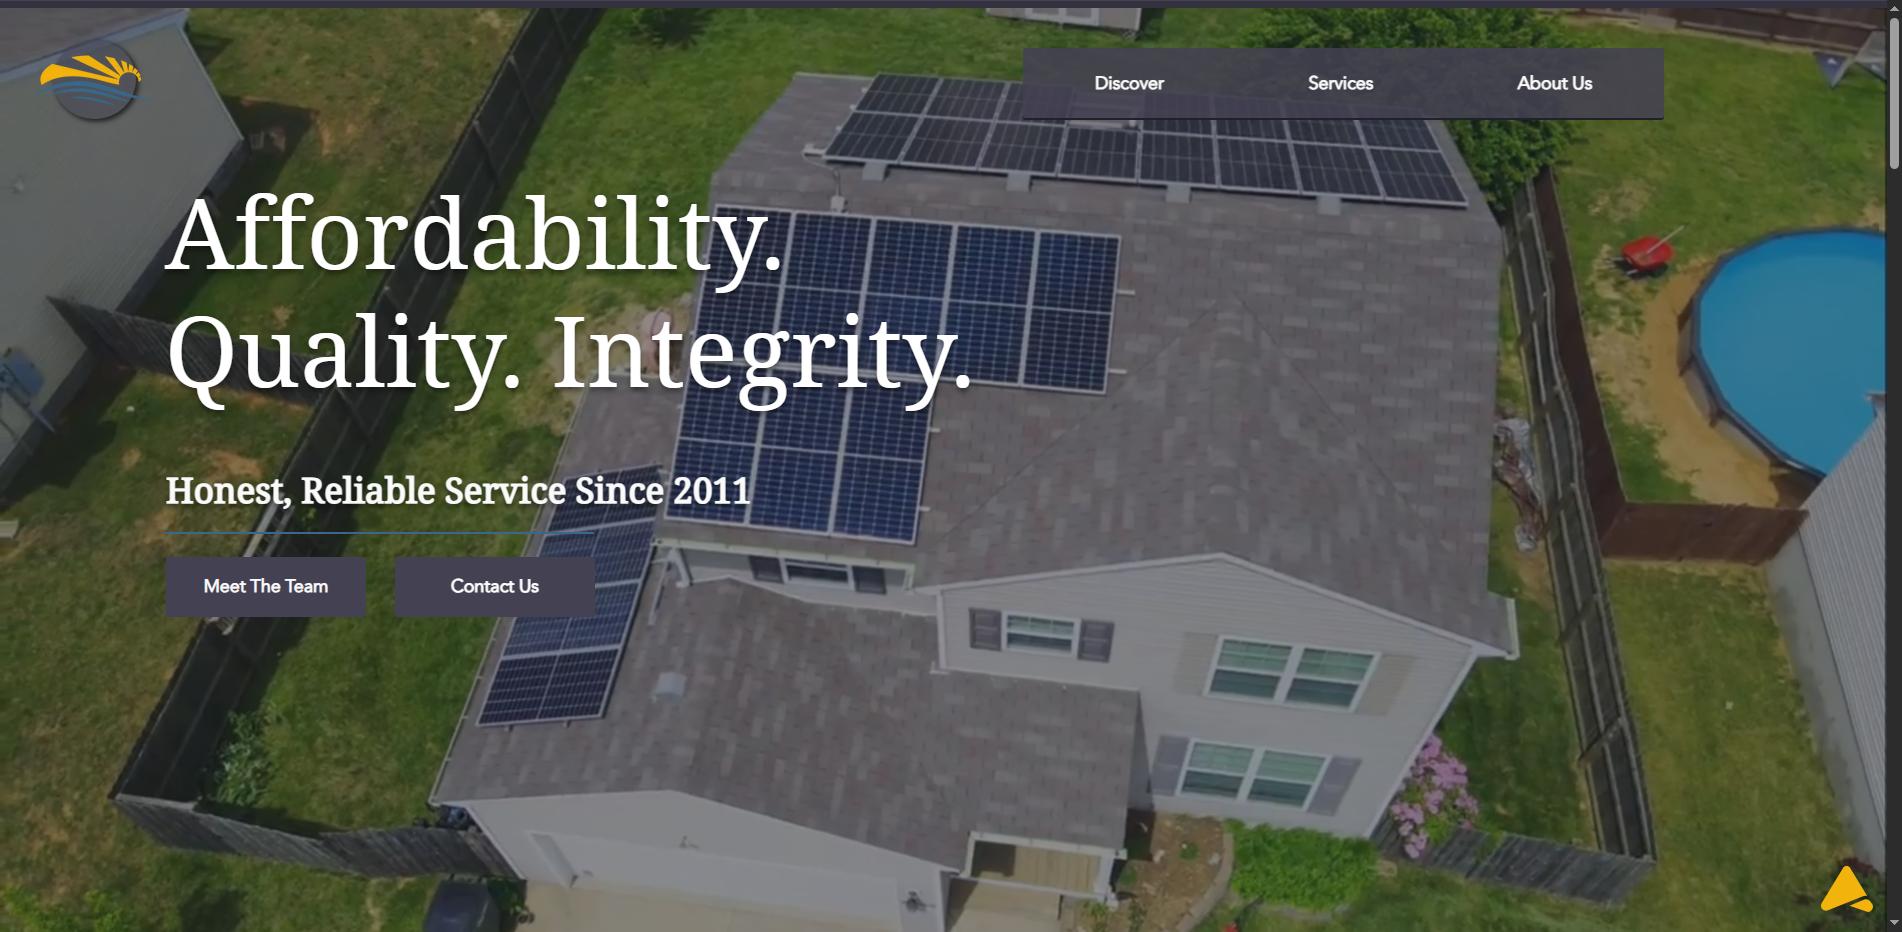 Discover
Services
About Us
Affordability.
Quality. Integrity.
Honest, Reliable Service Since 2011
Meet The Team
Contact Us